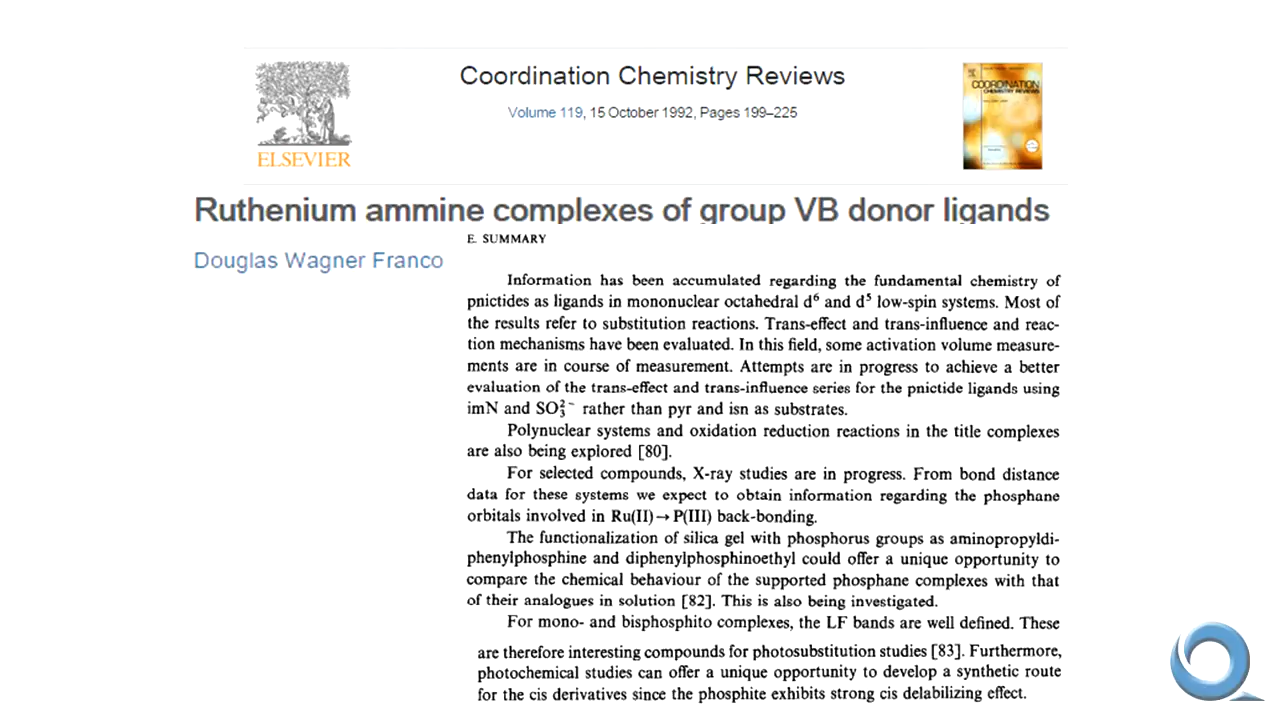 ELSEVIER
Coordination Chemistry Reviews
Volume 119, 15 October 1992, Pages 199–225
COORDINATION
CHEMISTRY REVIEWS
Ruthenium ammine complexes of group VB donor ligands
Douglas Wagner Franco
E. SUMMARY
Information has been accumulated regarding the fundamental chemistry of
pnictides as ligands in mononuclear octahedral d⁶ and d⁵ low-spin systems. Most of
the results refer to substitution reactions. Trans-effect and trans-influence and reac-
tion mechanisms have been evaluated. In this field, some activation volume measure-
ments are in course of measurement. Attempts are in progress to achieve a better
evaluation of the trans-effect and trans-influence series for the pnictide ligands using
imN and SO₃²⁻ rather than pyr and isn as substrates.
Polynuclear systems and oxidation reduction reactions in the title complexes
are also being explored [80].
For selected compounds, X-ray studies are in progress. From bond distance
data for these systems we expect to obtain information regarding the phosphane
orbitals involved in Ru(II)→P(III) back-bonding.
The functionalization of silica gel with phosphorus groups as aminopropyldi-
phenylphosphine and diphenylphosphinoethyl could offer a unique opportunity to
compare the chemical behaviour of the supported phosphane complexes with that
of their analogues in solution [82]. This is also being investigated.
For mono- and bisphosphito complexes, the LF bands are well defined. These
are therefore interesting compounds for photosubstitution studies [83]. Furthermore,
photochemical studies can offer a unique opportunity to develop a synthetic route
for the cis derivatives since the phosphite exhibits strong cis delabilizing effect.